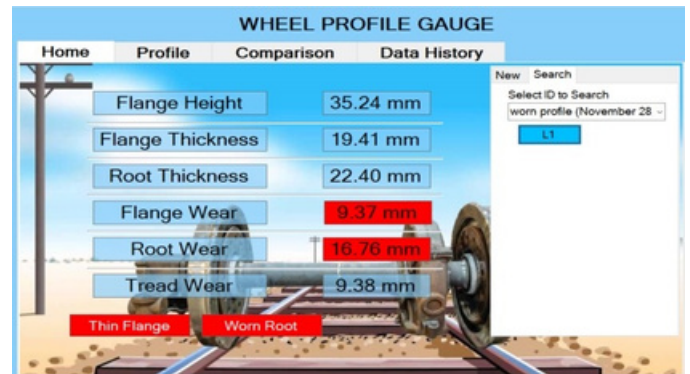 WHEEL PROFILE GAUGE
Home Profile Comparison Data History
New Search
Select ID to Search
worn profile (November 28
L1
Flange Height 35.24 mm
Flange Thickness 19.41 mm
Root Thickness 22.40 mm
Flange Wear 9.37 mm
Root Wear 16.76 mm
Tread Wear 9.38 mm
Thin Flange Worn Root